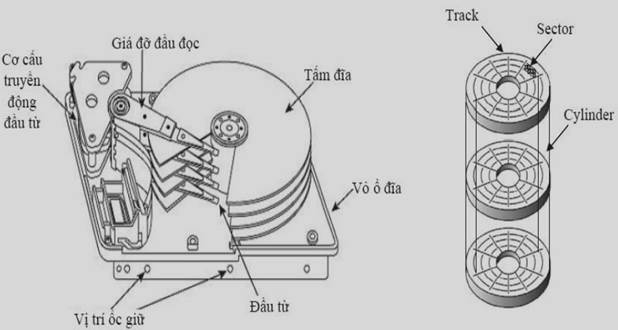 Cơ cấu
truyền
động
đầu từ
Giá đỡ đầu đọc
Tấm đĩa
Vỏ ổ đĩa
Đầu từ
Vị trí ốc giữ
Track
Sector
Cylinder